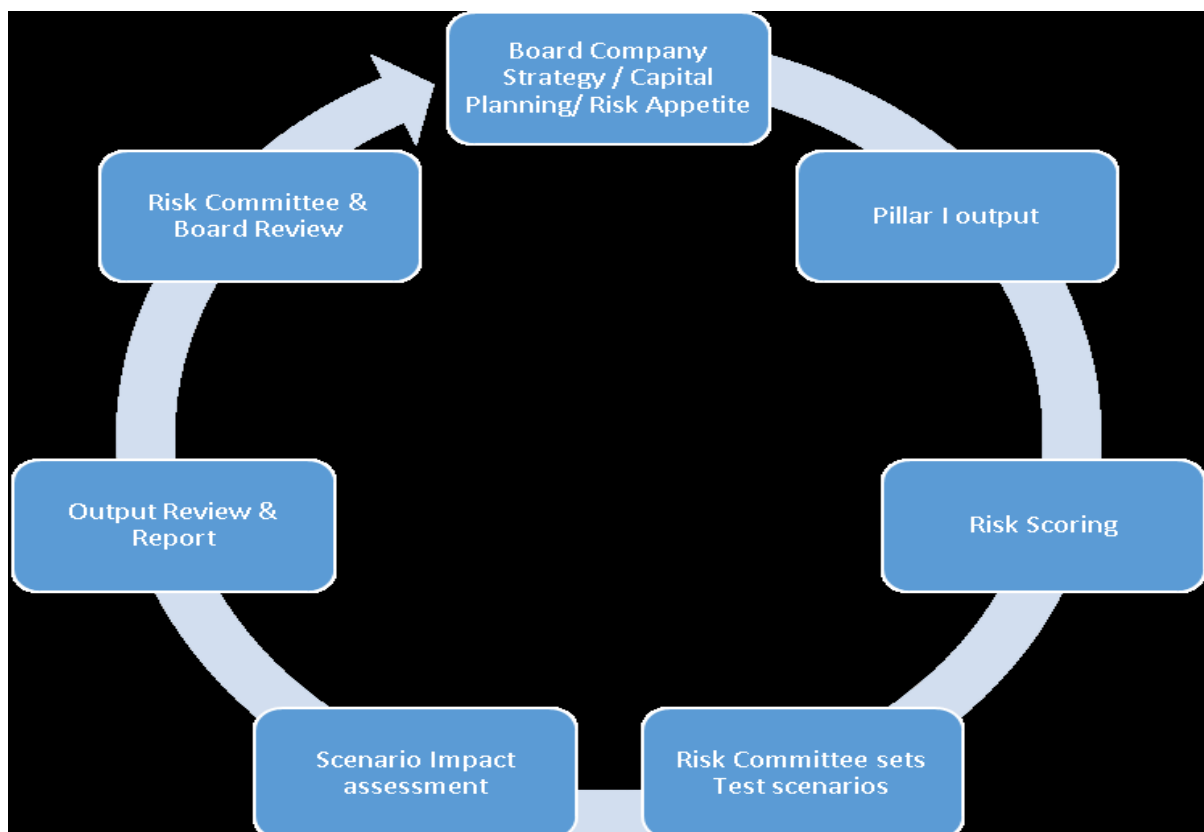 Board Company
Strategy / Capital
Planning/ Risk Appetite
Pillar I output
Risk Scoring
Risk Committee sets
Test scenarios
Scenario Impact
assessment
Output Review &
Report
Risk Committee &
Board Review